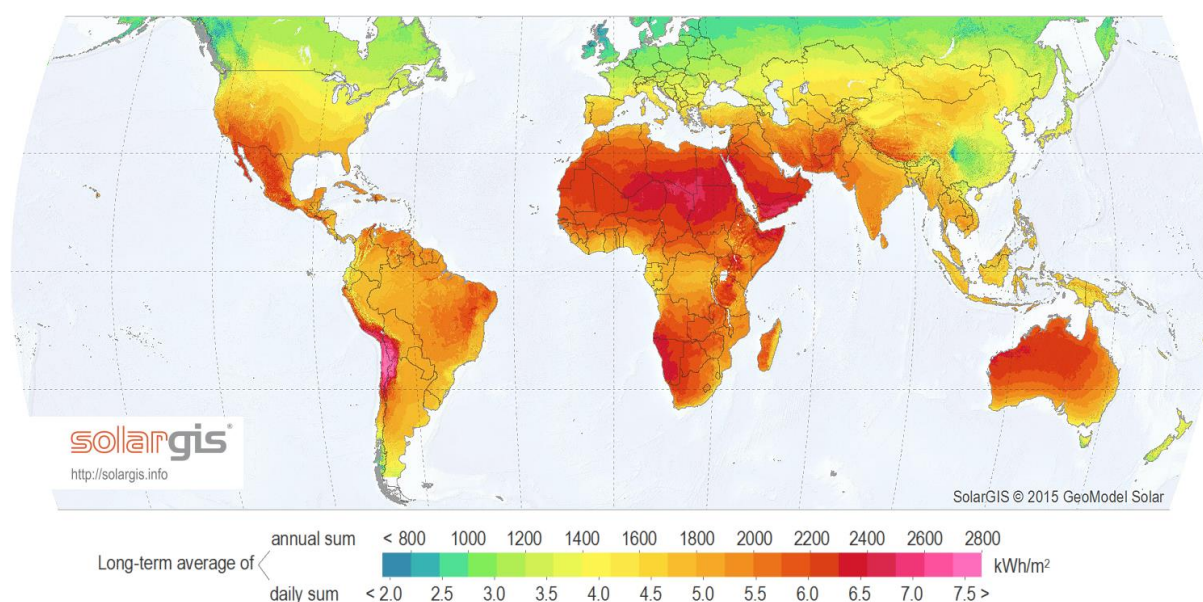 solargis®
http://solargis.info
SolarGIS © 2015 GeoModel Solar
annual sum < 800 1000 1200 1400 1600 1800 2000 2200 2400 2600 2800
Long-term average of kWh/m²
daily sum < 2.0 2.5 3.0 3.5 4.0 4.5 5.0 5.5 6.0 6.5 7.0 7.5 >